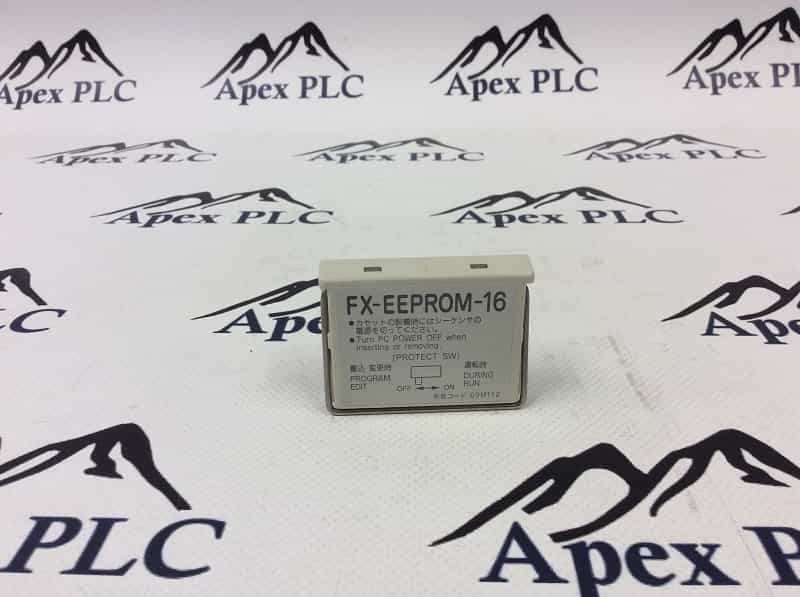 Apex PLC
Apex PLC
Apex PLC
Apex PLC
Apex PLC
Apex PLC
Apex PLC
Apex PLC
Apex PLC
FX-EEPROM-16
●カセットの脱着時にはシーケンサの
電源を切ってください。
●Turn PC POWER OFF when
inserting or removing.
(PROTECT SW)
書込 変更時
PROGRAM
EDIT
運転時
DURING
RUN
OFF ↔ ON
PLC
Apex PLC